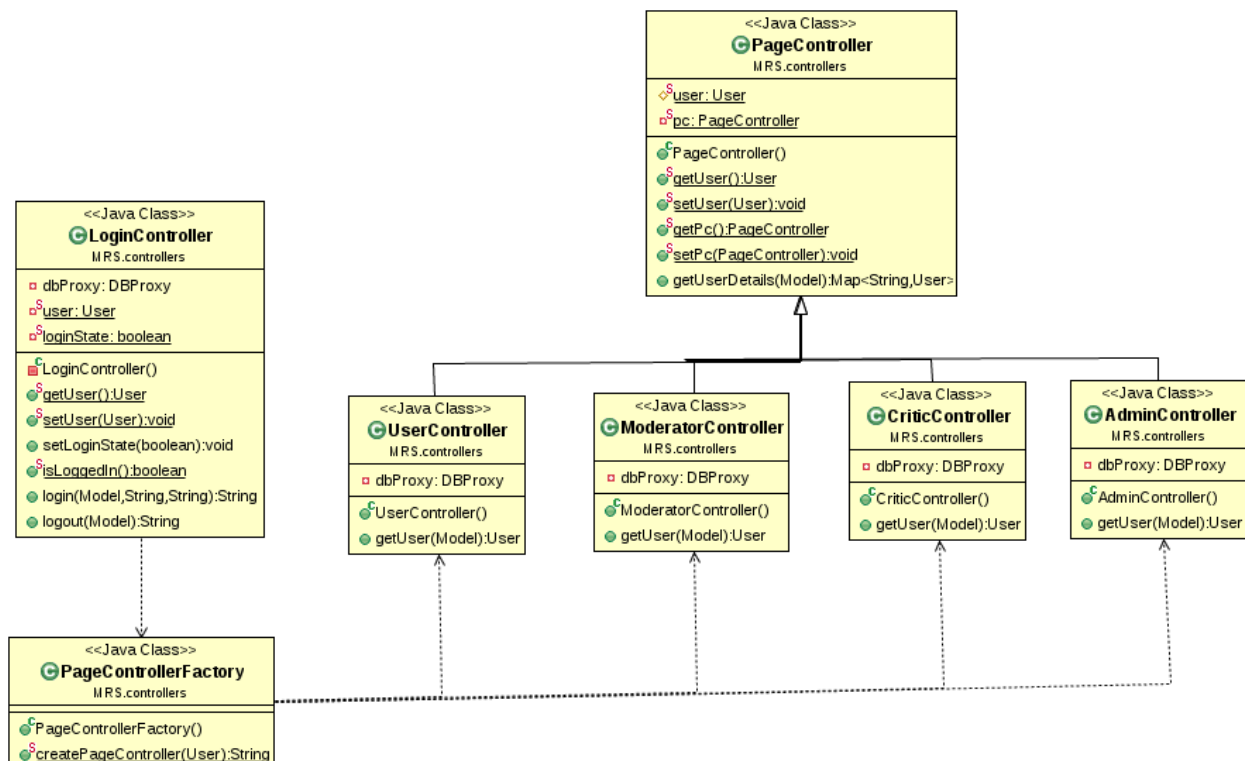 <<Java Class>>
PageController
MRS.controllers
user: User
pc: PageController
PageController()
getUser():User
setUser(User):void
getPc():PageController
setPc(PageController):void
getUserDetails(Model):Map<String,User>
<<Java Class>>
LoginController
MRS.controllers
dbProxy: DBProxy
user: User
loginState: boolean
LoginController()
getUser():User
setUser(User):void
setLoginState(boolean):void
isLoggedIn():boolean
login(Model,String,String):String
logout(Model):String
<<Java Class>>
UserController
MRS.controllers
dbProxy: DBProxy
UserController()
getUser(Model):User
<<Java Class>>
ModeratorController
MRS.controllers
dbProxy: DBProxy
ModeratorController()
getUser(Model):User
<<Java Class>>
CriticController
MRS.controllers
dbProxy: DBProxy
CriticController()
getUser(Model):User
<<Java Class>>
AdminController
MRS.controllers
dbProxy: DBProxy
AdminController()
getUser(Model):User
<<Java Class>>
PageControllerFactory
MRS.controllers
PageControllerFactory()
createPageController(User):String